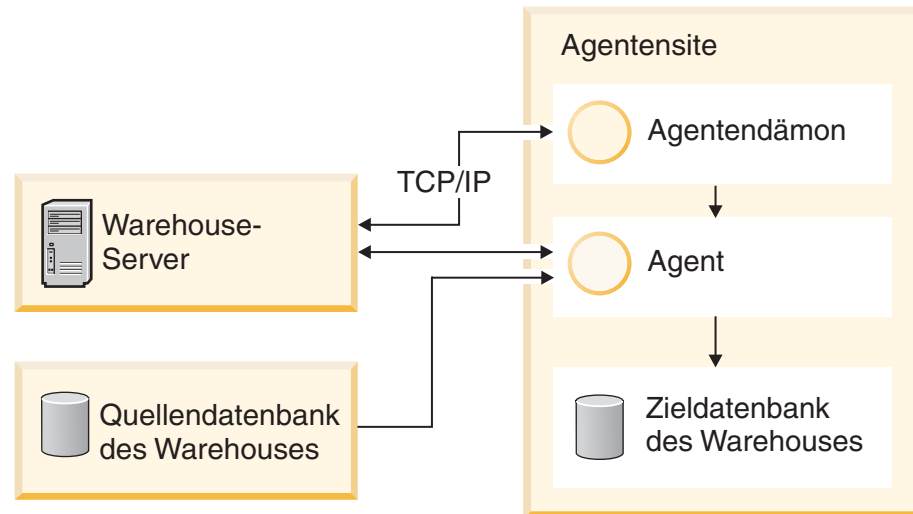 Agentensite
Agentendämon
TCP/IP
Warehouse-
Server
Agent
Quellendatenbank
des Warehouses
Zieldatenbank
des Warehouses